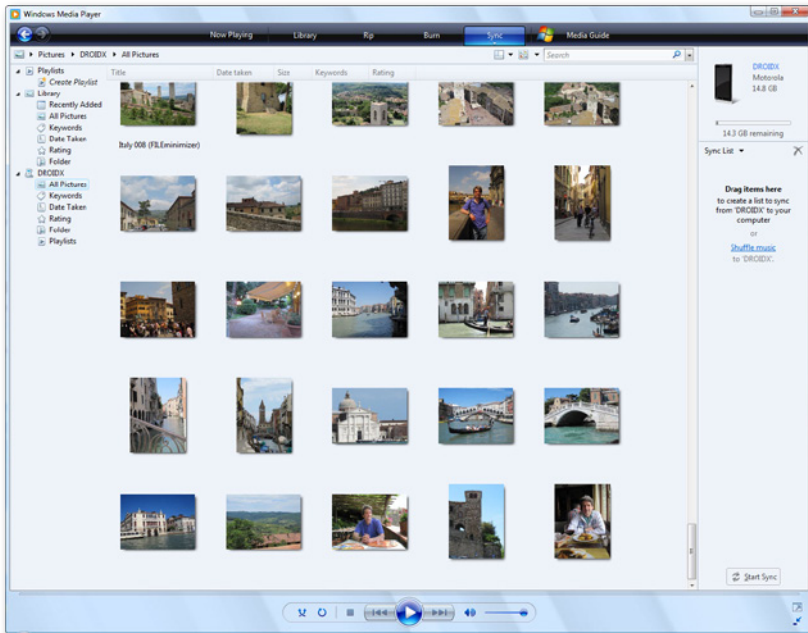 Windows Media Player
Now Playing
Library
Rip
Burn
Sync
Media Guide
Pictures DROIDX All Pictures
Search
Playlists
Create Playlist
Library
Recently Added
All Pictures
Keywords
Date Taken
Rating
Folder
DROIDX
All Pictures
Keywords
Date Taken
Rating
Folder
Playlists
Title Date taken Size Keywords Rating
Italy 008 (FILEminimizer)
DROIDX
Motorola
14.8 GB
14.3 GB remaining
Sync List
Drag items here
to create a list to sync
from 'DROIDX' to your
computer
or
Shuffle music
to 'DROIDX'.
Start Sync